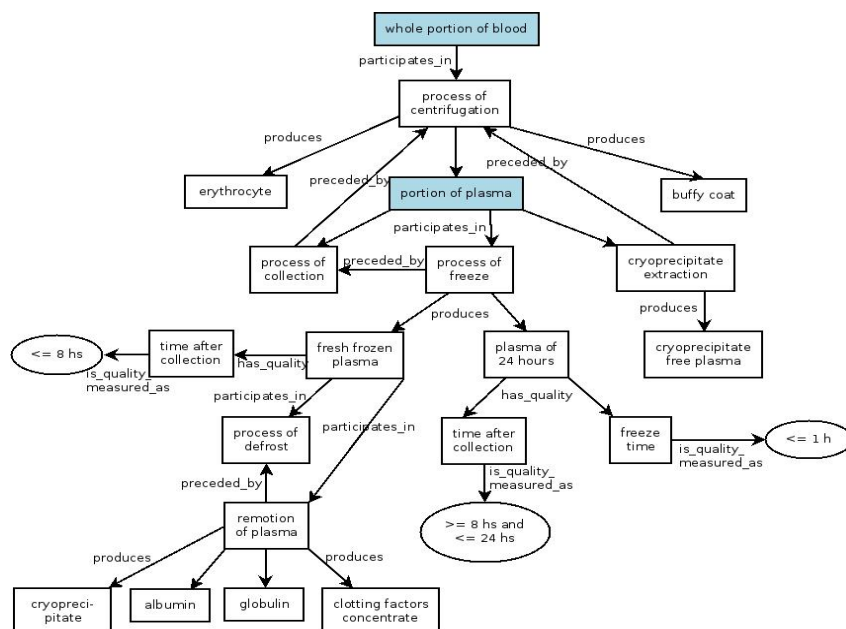 whole portion of blood
participates_in
process of
centrifugation
produces
produces
preceded_by
preceded_by
erythrocyte
portion of plasma
buffy coat
participates_in
process of
collection
preceded_by
process of
freeze
cryoprecipitate
extraction
produces
produces
<= 8 hs
time after
collection
has_quality
fresh frozen
plasma
plasma of
24 hours
cryoprecipitate
free plasma
is_quality_
measured_as
participates_in
has_quality
participates_in
process of
defrost
time after
collection
freeze
time
<= 1 h
is_quality_
measured_as
is_quality_
measured_as
preceded_by
remotion
of plasma
>= 8 hs and
<= 24 hs
produces
produces
cryopreci-
pitate
albumin
globulin
clotting factors
concentrate